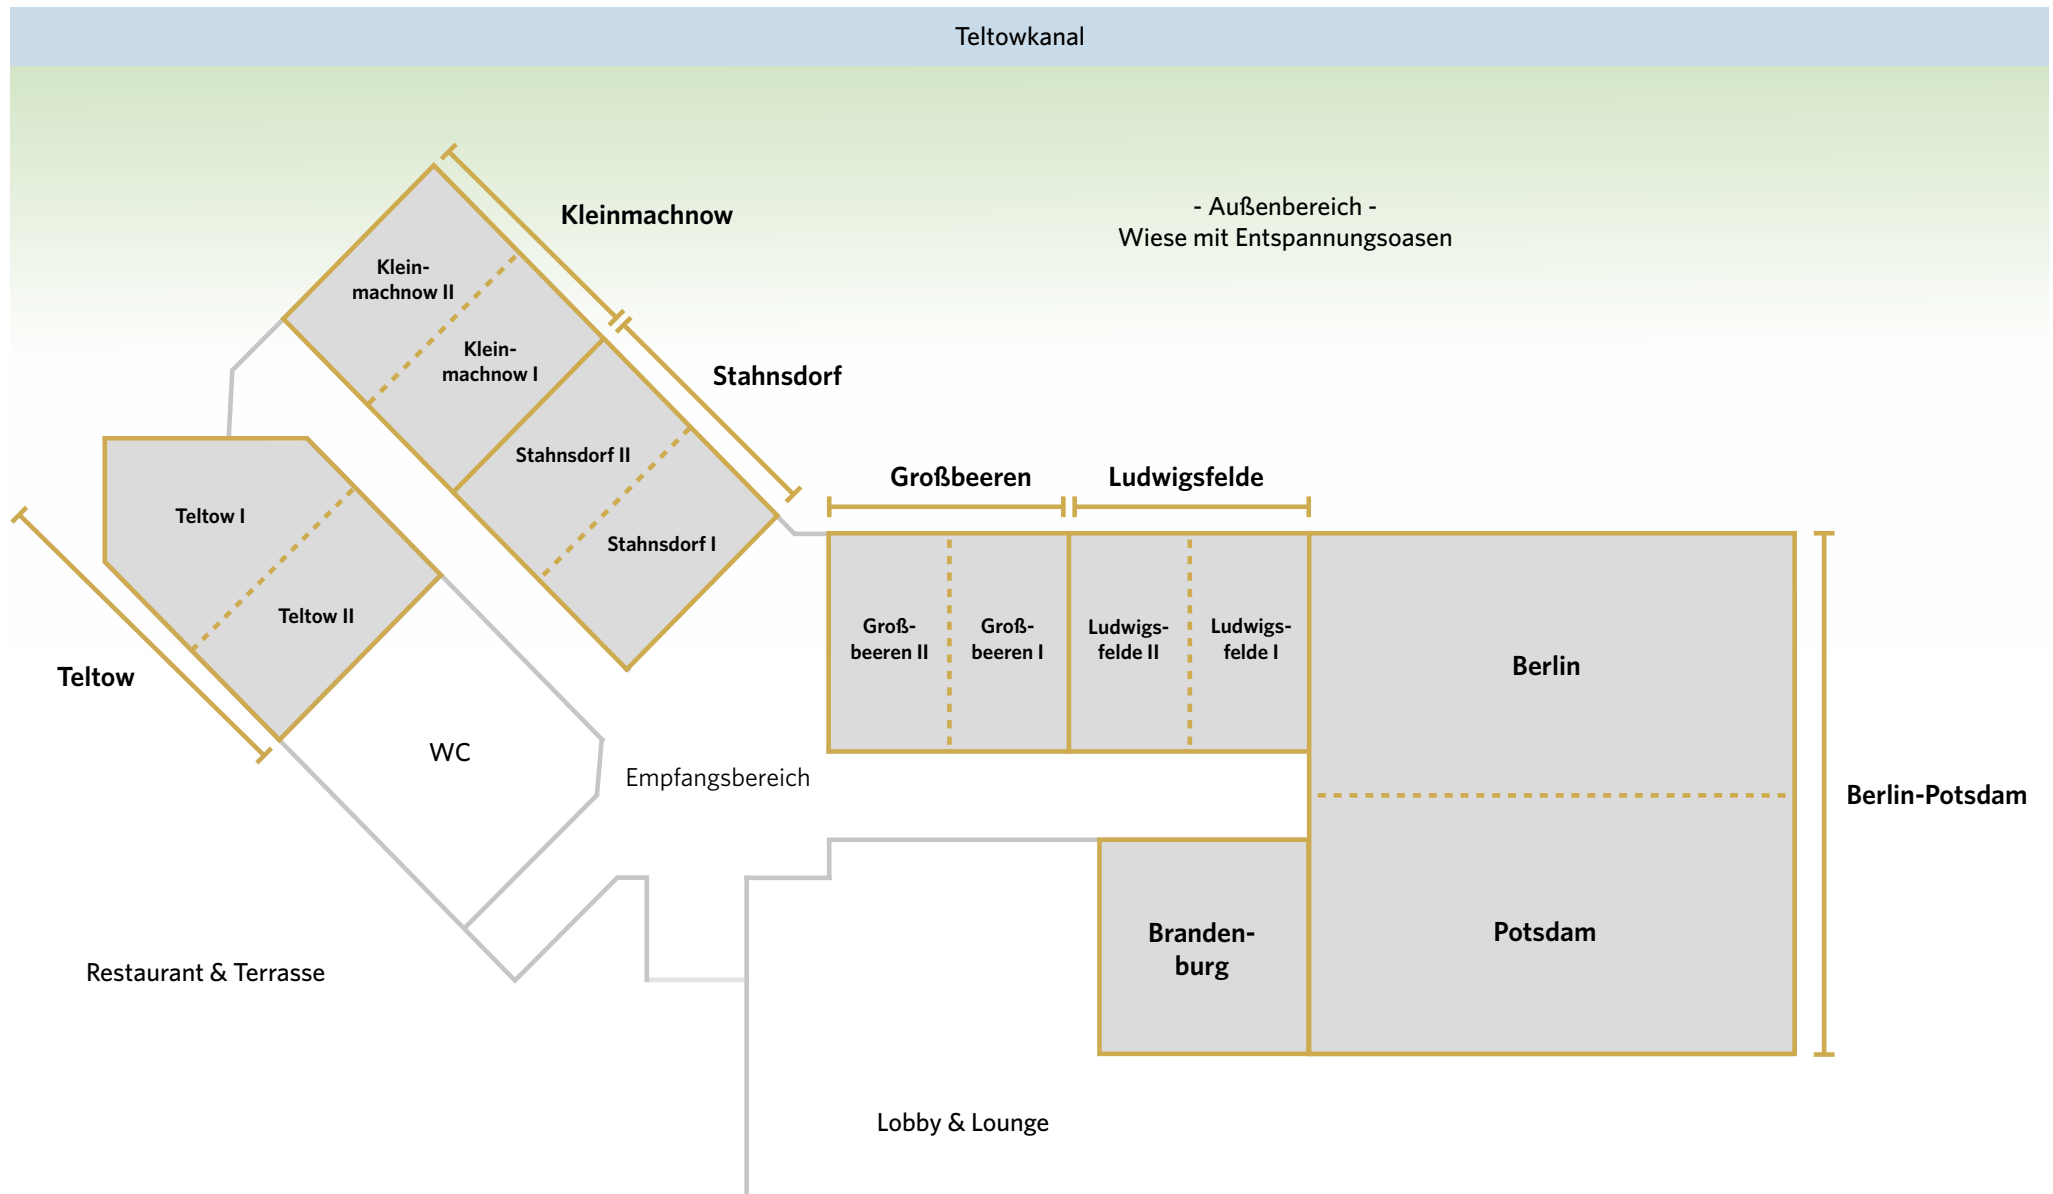 Teltowkanal
- Außenbereich -
Wiese mit Entspannungsoasen
Kleinmachnow
Klein-
machnow II
Klein-
machnow I
Stahnsdorf
Stahnsdorf II
Stahnsdorf I
Teltow I
Teltow II
Teltow
WC
Empfangsbereich
Großbeeren
Ludwigsfelde
Groß-
beeren II
Groß-
beeren I
Ludwigs-
felde II
Ludwigs-
felde I
Berlin
Berlin-Potsdam
Potsdam
Branden-
burg
Restaurant & Terrasse
Lobby & Lounge